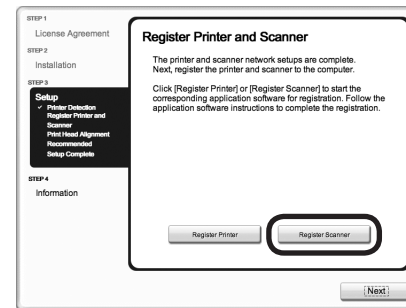 STEP 1
License Agreement
STEP 2
Installation
STEP 3
Setup
✓ Printer Detection
Register Printer and
Scanner
Print Head Alignment
Recommended
Setup Complete
STEP 4
Information
Register Printer and Scanner
The printer and scanner network setups are complete.
Next, register the printer and scanner to the computer.
Click [Register Printer] or [Register Scanner] to start the
corresponding application software for registration. Follow the
application software instructions to complete the registration.
Register Printer
Register Scanner
Next